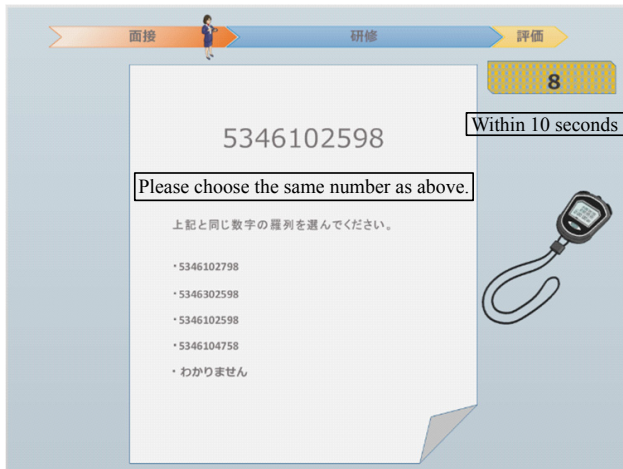 面接
研修
評価
8
Within 10 seconds
5346102598
Please choose the same number as above.
上記と同じ数字の羅列を選んでください。
・5346102798
・5346302598
・5346102598
・5346104758
・わかりません